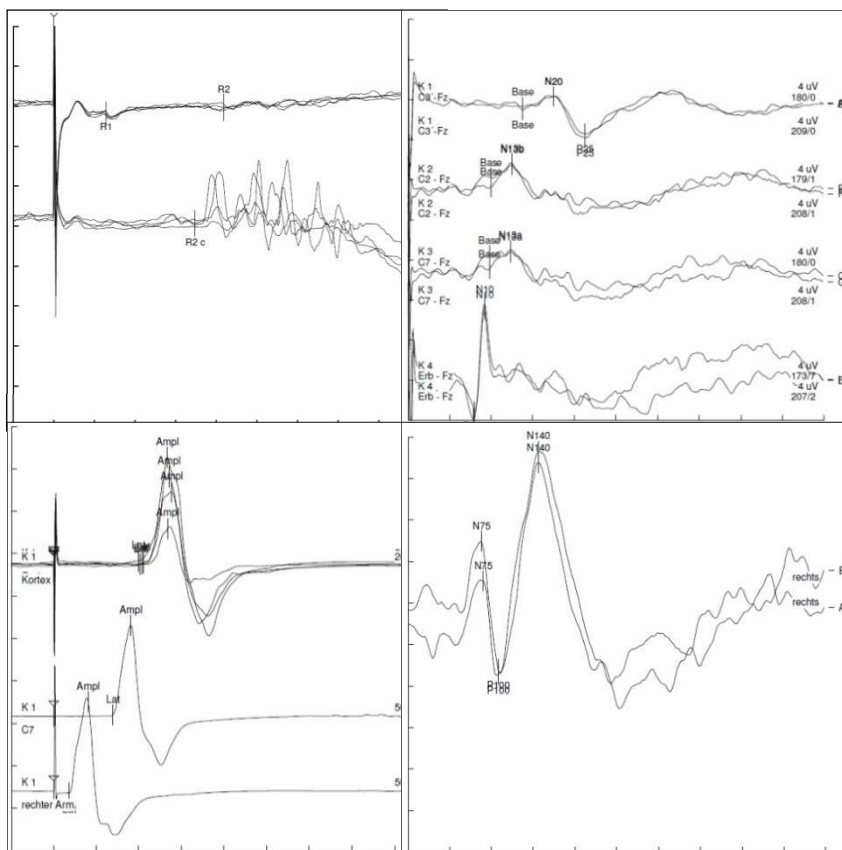 R2
R1
R2 c
K 1
Base
N20
4 uV
C3'-Fz
180/0
K 1
Base
4 uV
C3'-Fz
P25
209/0
K 2
Base
N13b
4 uV
C2 - Fz
Base
179/1
K 2
4 uV
C2 - Fz
208/1
K 3
Base
N13a
4 uV
C7 - Fz
Base
180/0
K 3
4 uV
C7 - Fz
208/1
N10
N10
K 4
4 uV
Erb - Fz
173/7
K 4
4 uV
Erb - Fz
207/2
Ampl
Ampl
Ampl
Ampl
K 1
Kortex
Ampl
Ampl
Lat
K 1
C7
K 1
rechter Arm
N140
N140
N75
N75
P100
P100
rechts
B
rechts
A